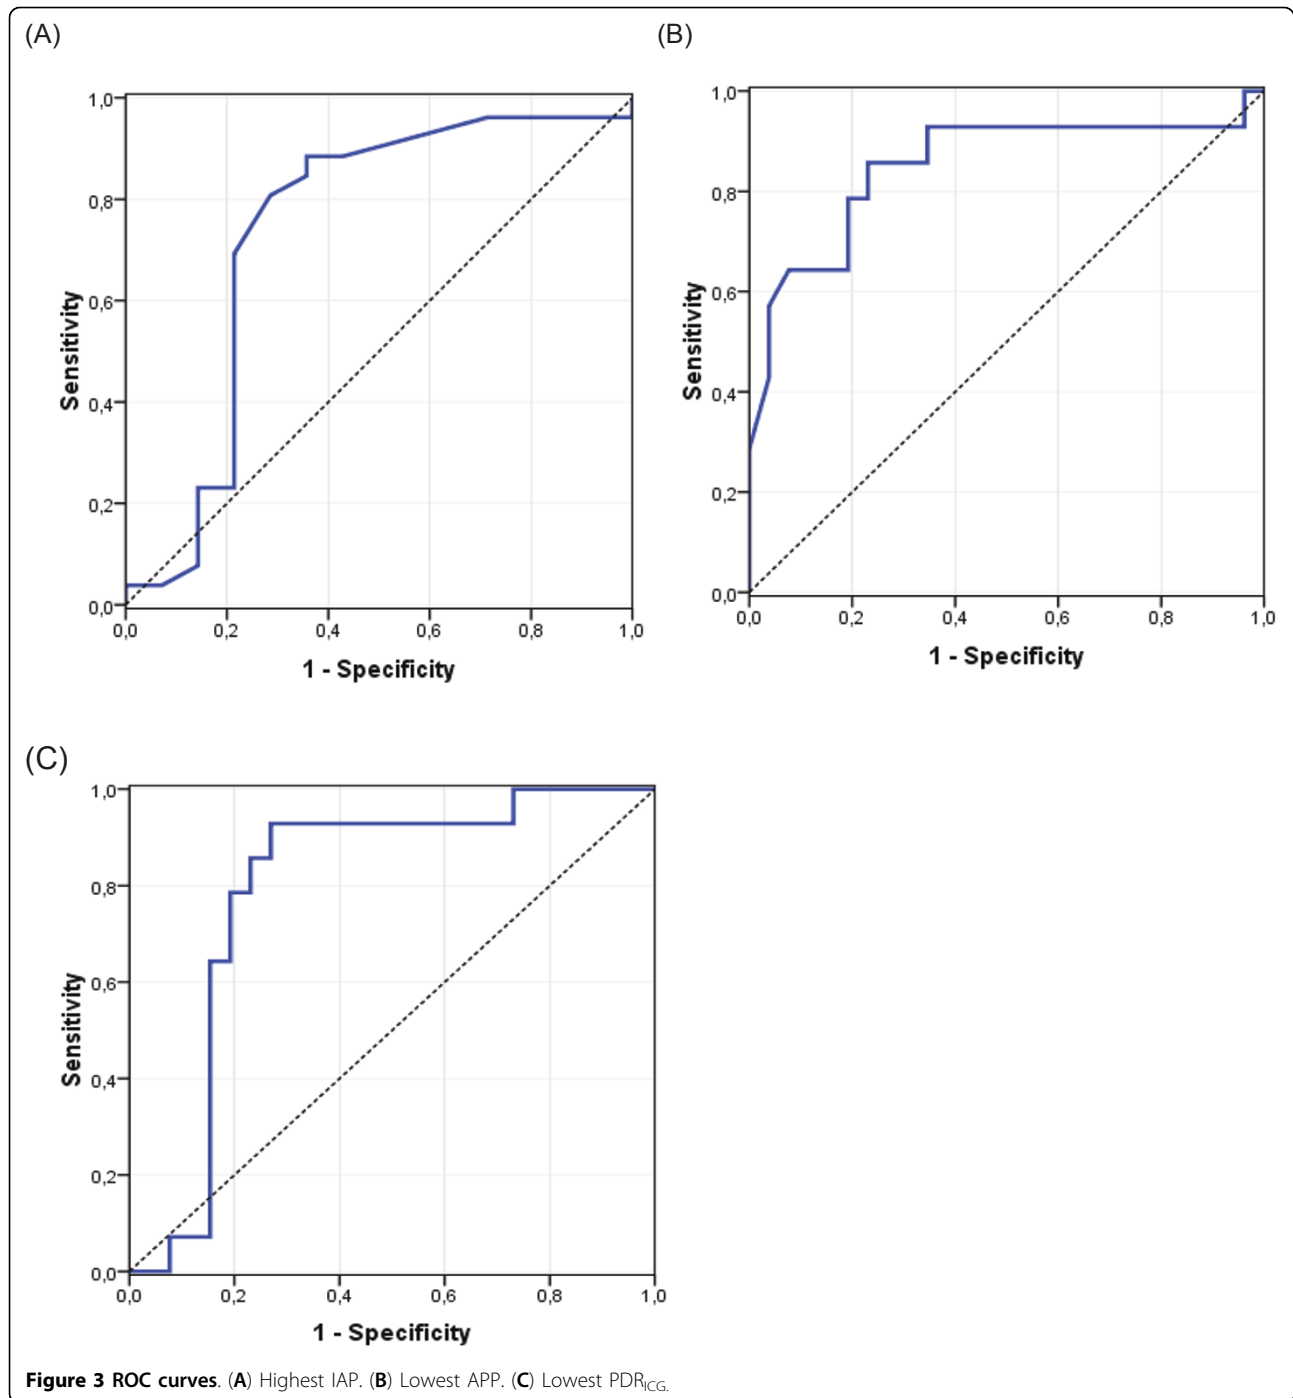 (A)
(B)
1,0
0,8
0,6
0,4
0,2
0,0
Sensitivity
0,0 0,2 0,4 0,6 0,8 1,0
1 - Specificity
1,0
0,8
0,6
0,4
0,2
0,0
Sensitivity
0,0 0,2 0,4 0,6 0,8 1,0
1 - Specificity
(C)
1,0
0,8
0,6
0,4
0,2
0,0
Sensitivity
0,0 0,2 0,4 0,6 0,8 1,0
1 - Specificity
Figure 3 ROC curves. (A) Highest IAP. (B) Lowest APP. (C) Lowest PDRICG.